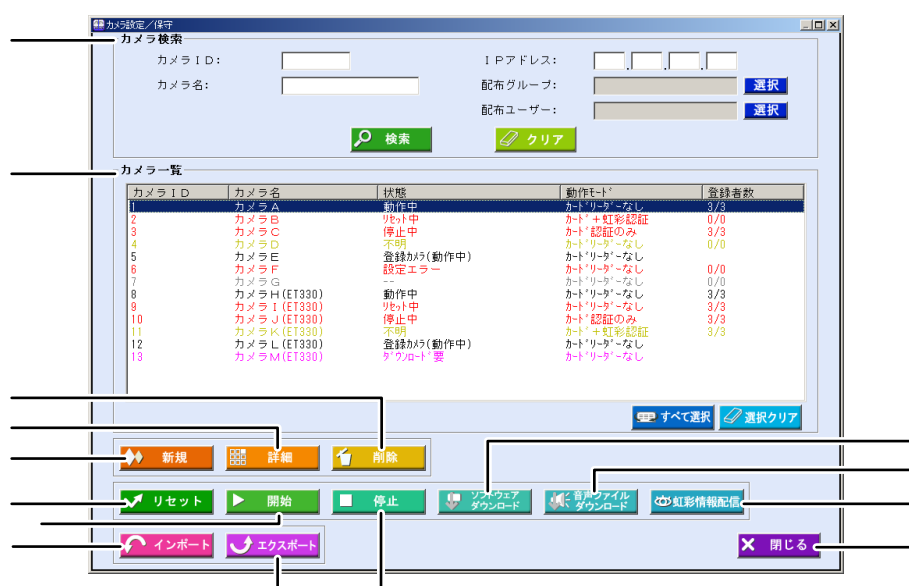 カメラ設定／保守
カメラ検索
カメラＩＤ: ＩＰアドレス: . . .
カメラ名: 配布グループ: 選択
配布ユーザー: 選択
検索 クリア
カメラ一覧
カメラＩＤ カメラ名 状態 動作ﾓｰﾄﾞ 登録者数
1 カメラＡ 動作中 ｶｰﾄﾞﾘｰﾀﾞｰなし 3/3
2 カメラＢ ﾘｾｯﾄ中 ｶｰﾄﾞ＋虹彩認証 0/0
3 カメラＣ 停止中 ｶｰﾄﾞ認証のみ 3/3
4 カメラＤ 不明 ｶｰﾄﾞﾘｰﾀﾞｰなし 0/0
5 カメラＥ 登録ｶﾒﾗ(動作中) ｶｰﾄﾞﾘｰﾀﾞｰなし
6 カメラＦ 設定エラー ｶｰﾄﾞﾘｰﾀﾞｰなし 0/0
7 カメラＧ -- ｶｰﾄﾞﾘｰﾀﾞｰなし 0/0
8 カメラＨ(ET330) 動作中 ｶｰﾄﾞﾘｰﾀﾞｰなし 3/3
9 カメラＩ(ET330) ﾘｾｯﾄ中 ｶｰﾄﾞﾘｰﾀﾞｰなし 3/3
10 カメラＪ(ET330) 停止中 ｶｰﾄﾞ認証のみ 3/3
11 カメラＫ(ET330) 不明 ｶｰﾄﾞ＋虹彩認証 3/3
12 カメラＬ(ET330) 登録ｶﾒﾗ(動作中) ｶｰﾄﾞﾘｰﾀﾞｰなし
13 カメラＭ(ET330) ﾀﾞｳﾝﾛｰﾄﾞ要 ｶｰﾄﾞﾘｰﾀﾞｰなし
すべて選択 選択クリア
新規 詳細 削除
リセット 開始 停止 ソフトウェア ダウンロード 音声ファイル ダウンロード 虹彩情報配信
インポート エクスポート 閉じる